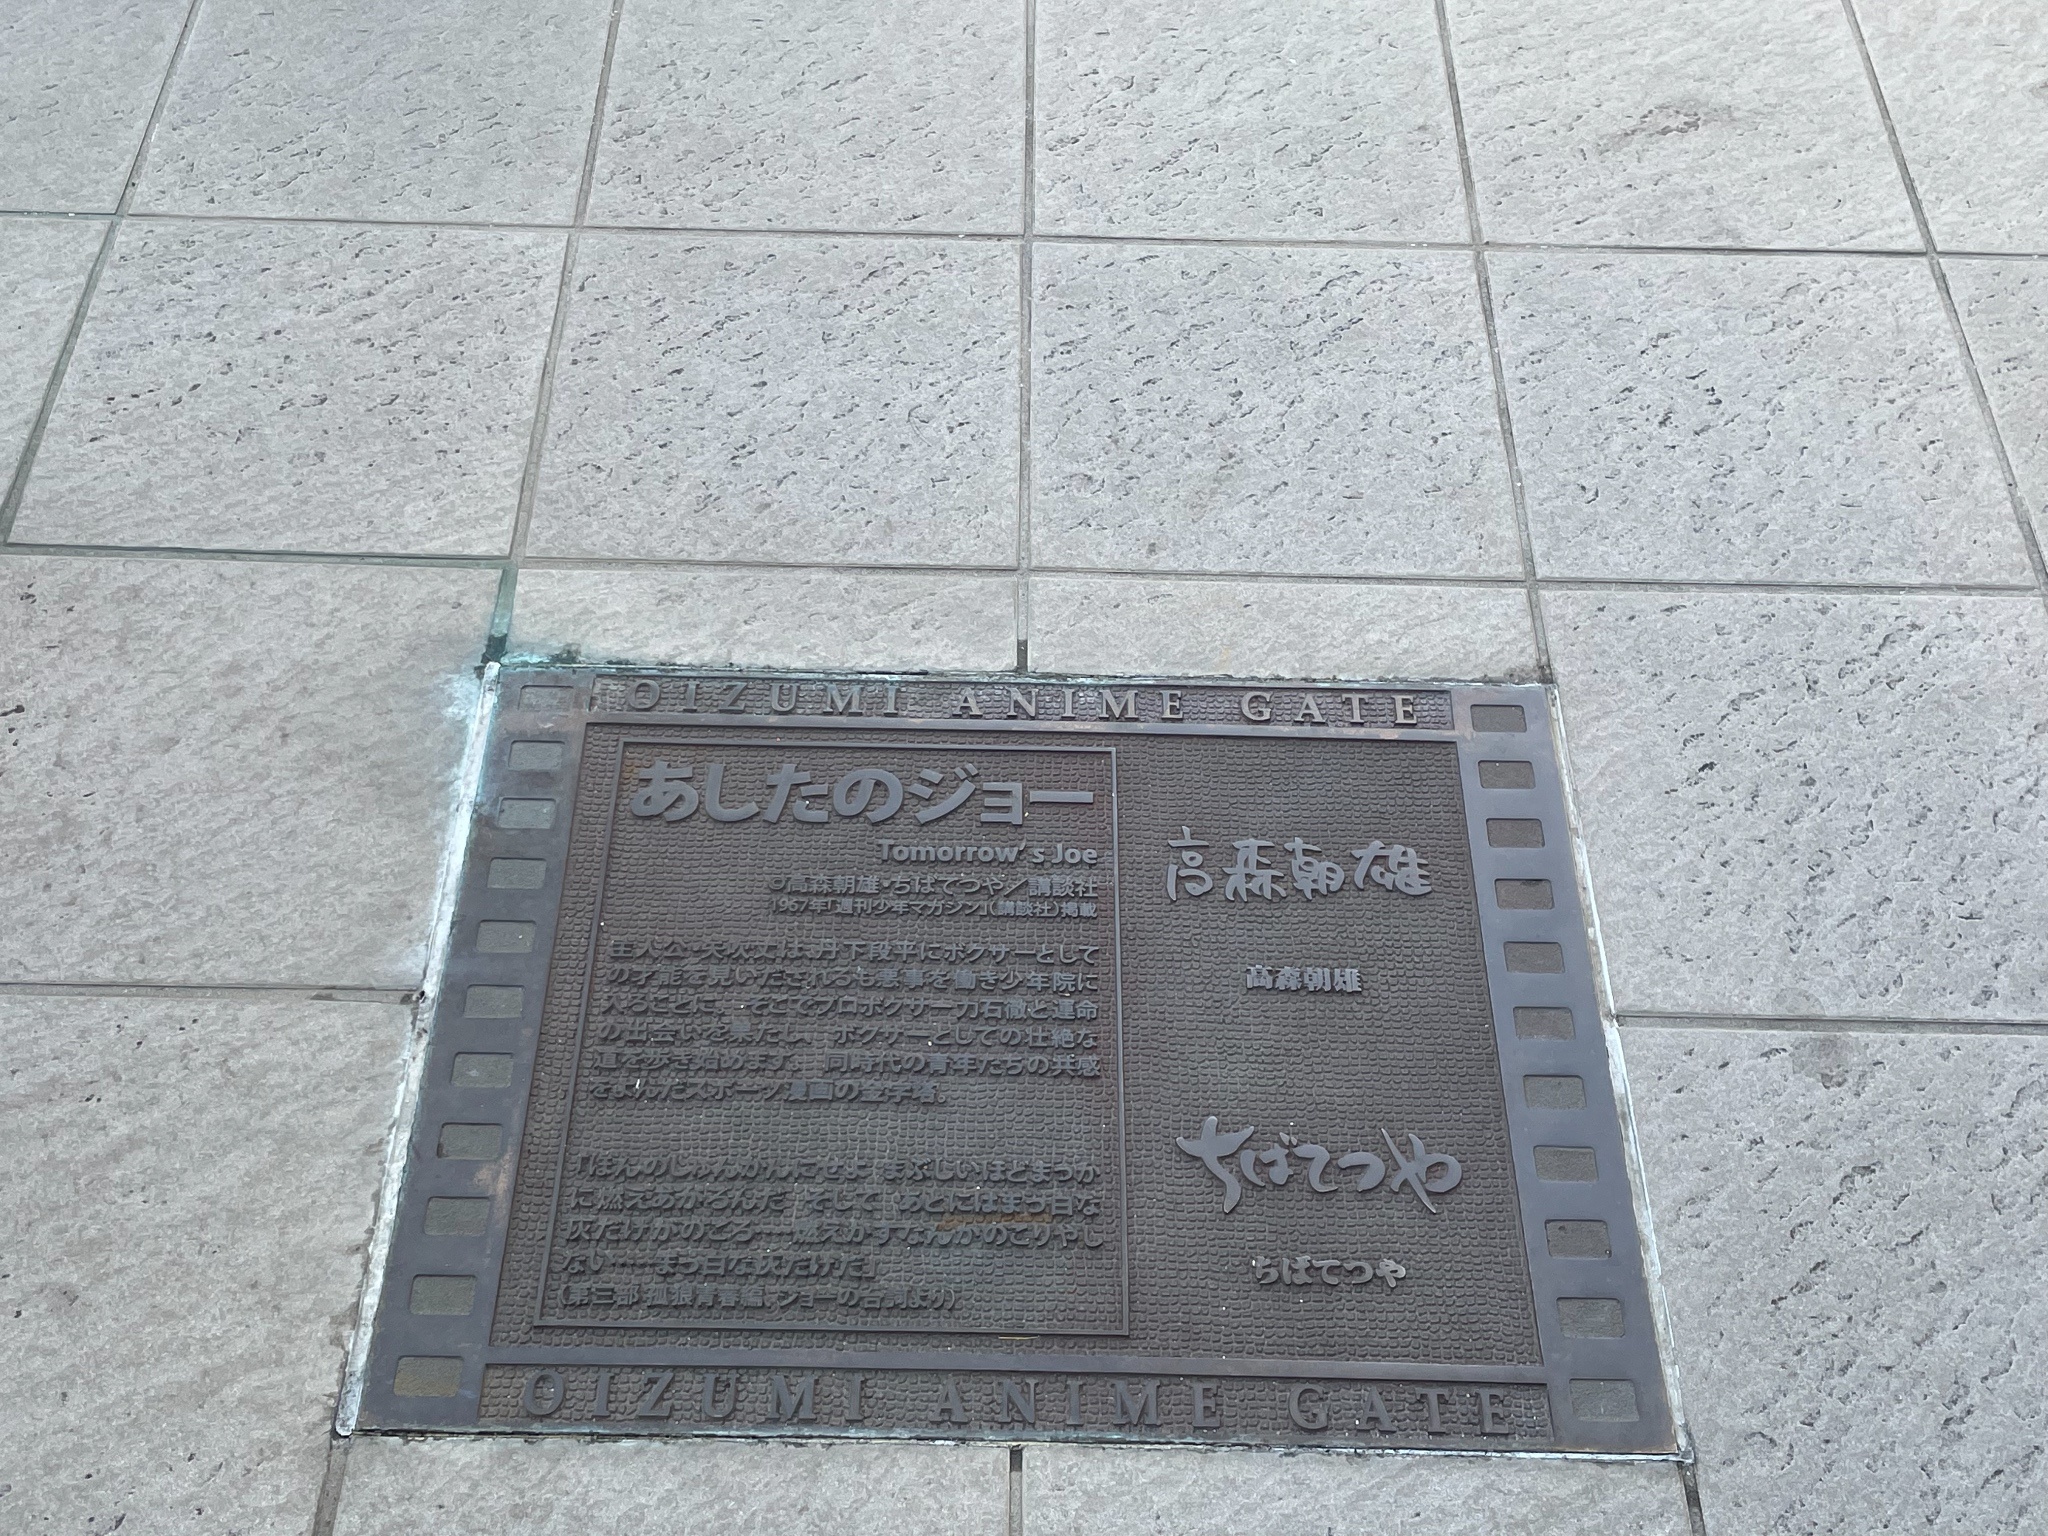 OIZUMI ANIME GATE
あしたのジョー
Tomorrow's Joe
©高森朝雄・ちばてつや／講談社
1967年「週刊少年マガジン」(講談社)掲載
主人公・矢吹丈は、丹下段平にボクサーとして
の才能を見いだされるも悪事を働き少年院に
入ることに。そこでプロボクサー力石徹と運命
の出会いを果たし、ボクサーとしての壮絶な
道を歩き始めます。同時代の青年たちの共感
をよんだスポーツ漫画の金字塔。
「ほんのしゅんかんにせよ まぶしいほどまっか
に燃えあがるんだ そして あとにはまっ白な
灰だけがのこる…燃えかすなんかのこりやし
ない……まっ白な灰だけだ」
(第三部 孤狼青春編、ジョーの台詞より)
高森朝雄
高森朝雄
ちばてつや
ちばてつや
OIZUMI ANIME GATE